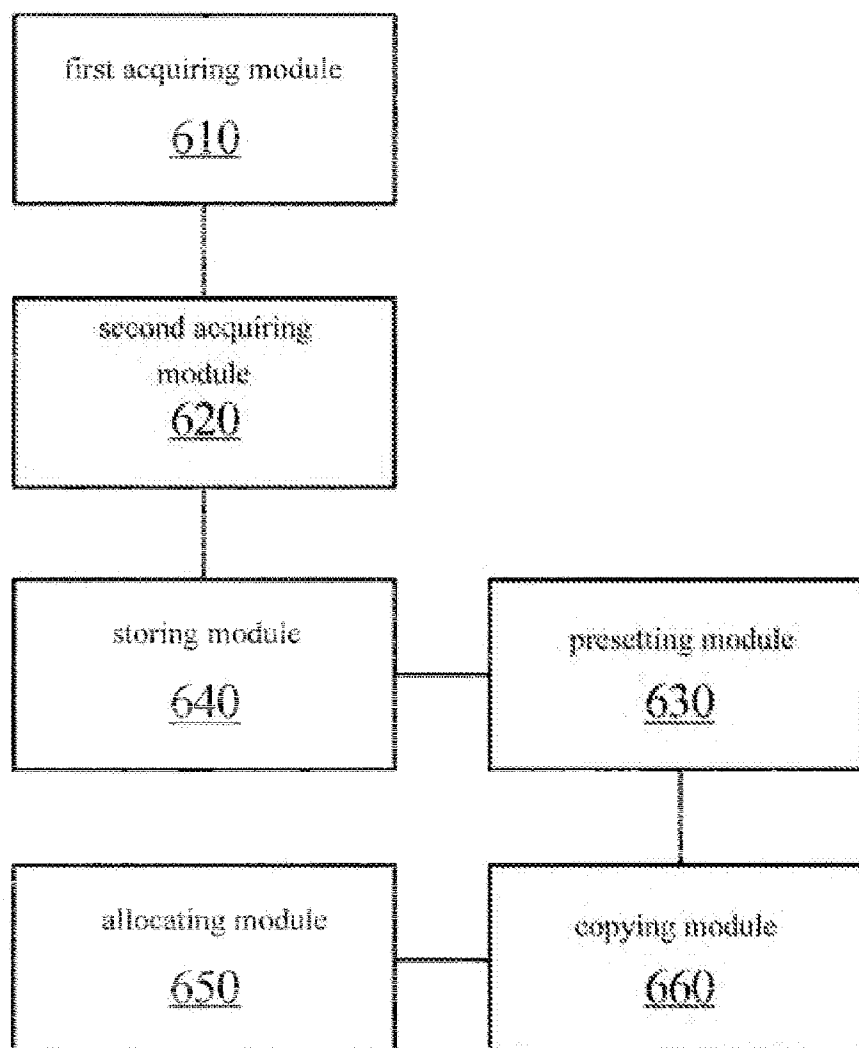 first acquiring module
610
second acquiring
module
620
storing module
640
presetting module
630
allocating module
650
copying module
660